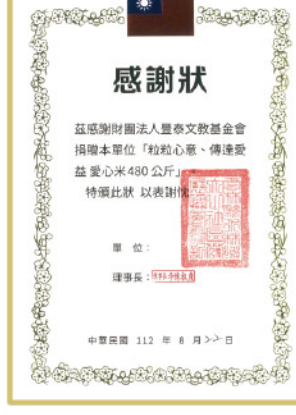 感謝狀
茲感謝財團法人豐泰文教基金會
捐贈本單位「粒粒心意、傳達愛
益 愛心米480公斤」。
特頒此狀 以表謝忱
單 位:
理事長:
中華民國 112 年 8 月22日